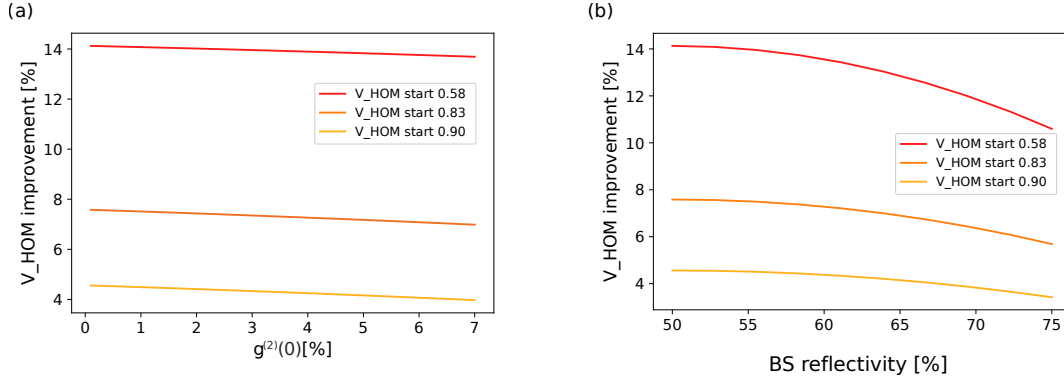 (a)
V_HOM improvement [%]
14
12
10
8
6
4
V_HOM start 0.58
V_HOM start 0.83
V_HOM start 0.90
0 1 2 3 4 5 6 7
g⁽²⁾(0)[%]
(b)
V_HOM improvement [%]
14
12
10
8
6
4
V_HOM start 0.58
V_HOM start 0.83
V_HOM start 0.90
50 55 60 65 70 75
BS reflectivity [%]